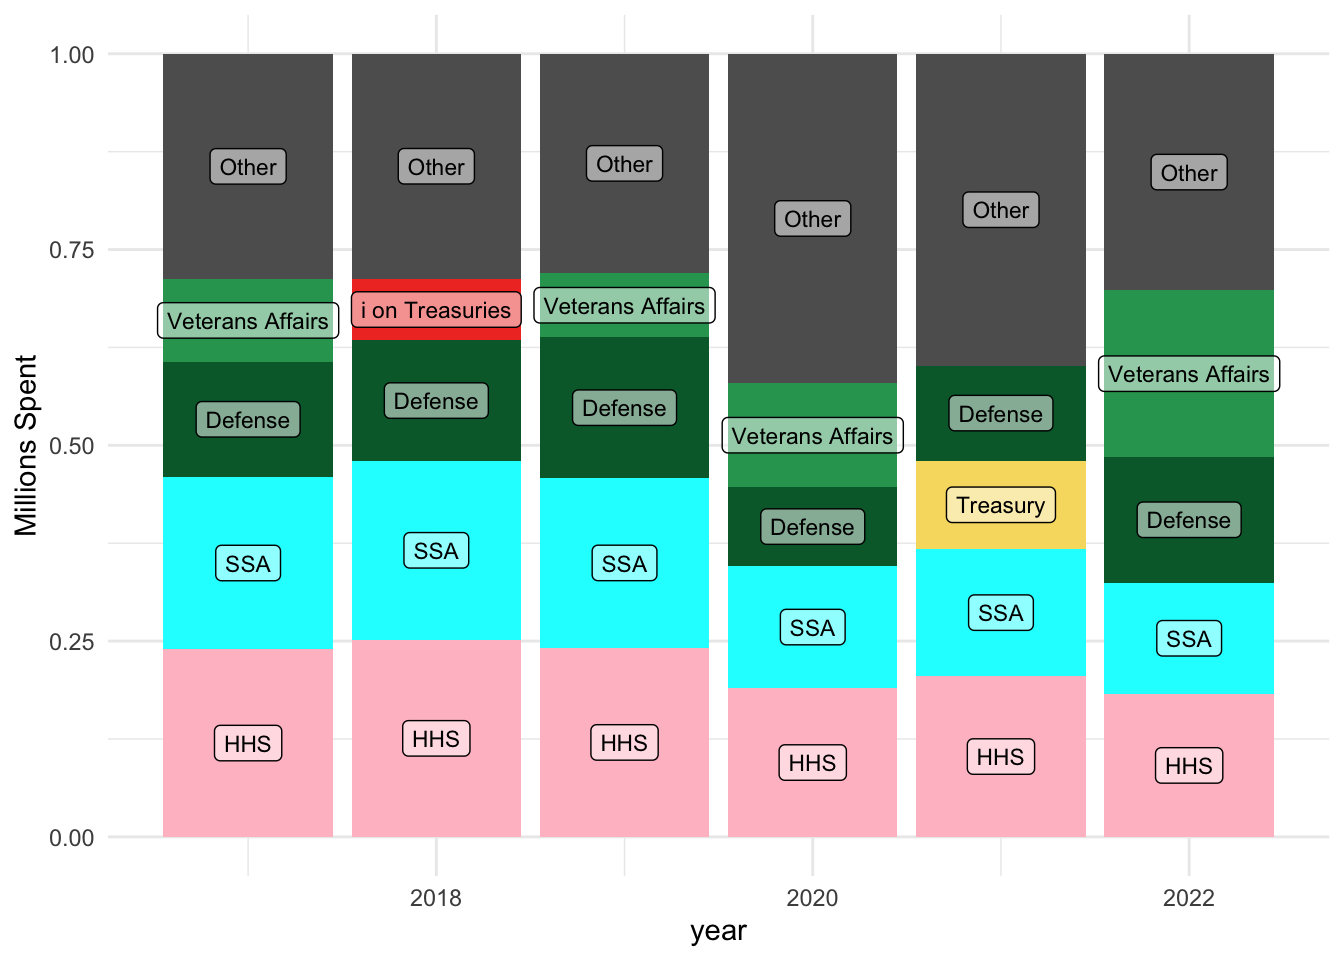 1.00
0.75
0.50
0.25
0.00
Millions Spent
Other
Veterans Affairs
Defense
SSA
HHS
Other
i on Treasuries
Defense
SSA
HHS
Other
Veterans Affairs
Defense
SSA
HHS
Other
Veterans Affairs
Defense
SSA
HHS
Other
Defense
Treasury
SSA
HHS
Other
Veterans Affairs
Defense
SSA
HHS
2018
2020
2022
year